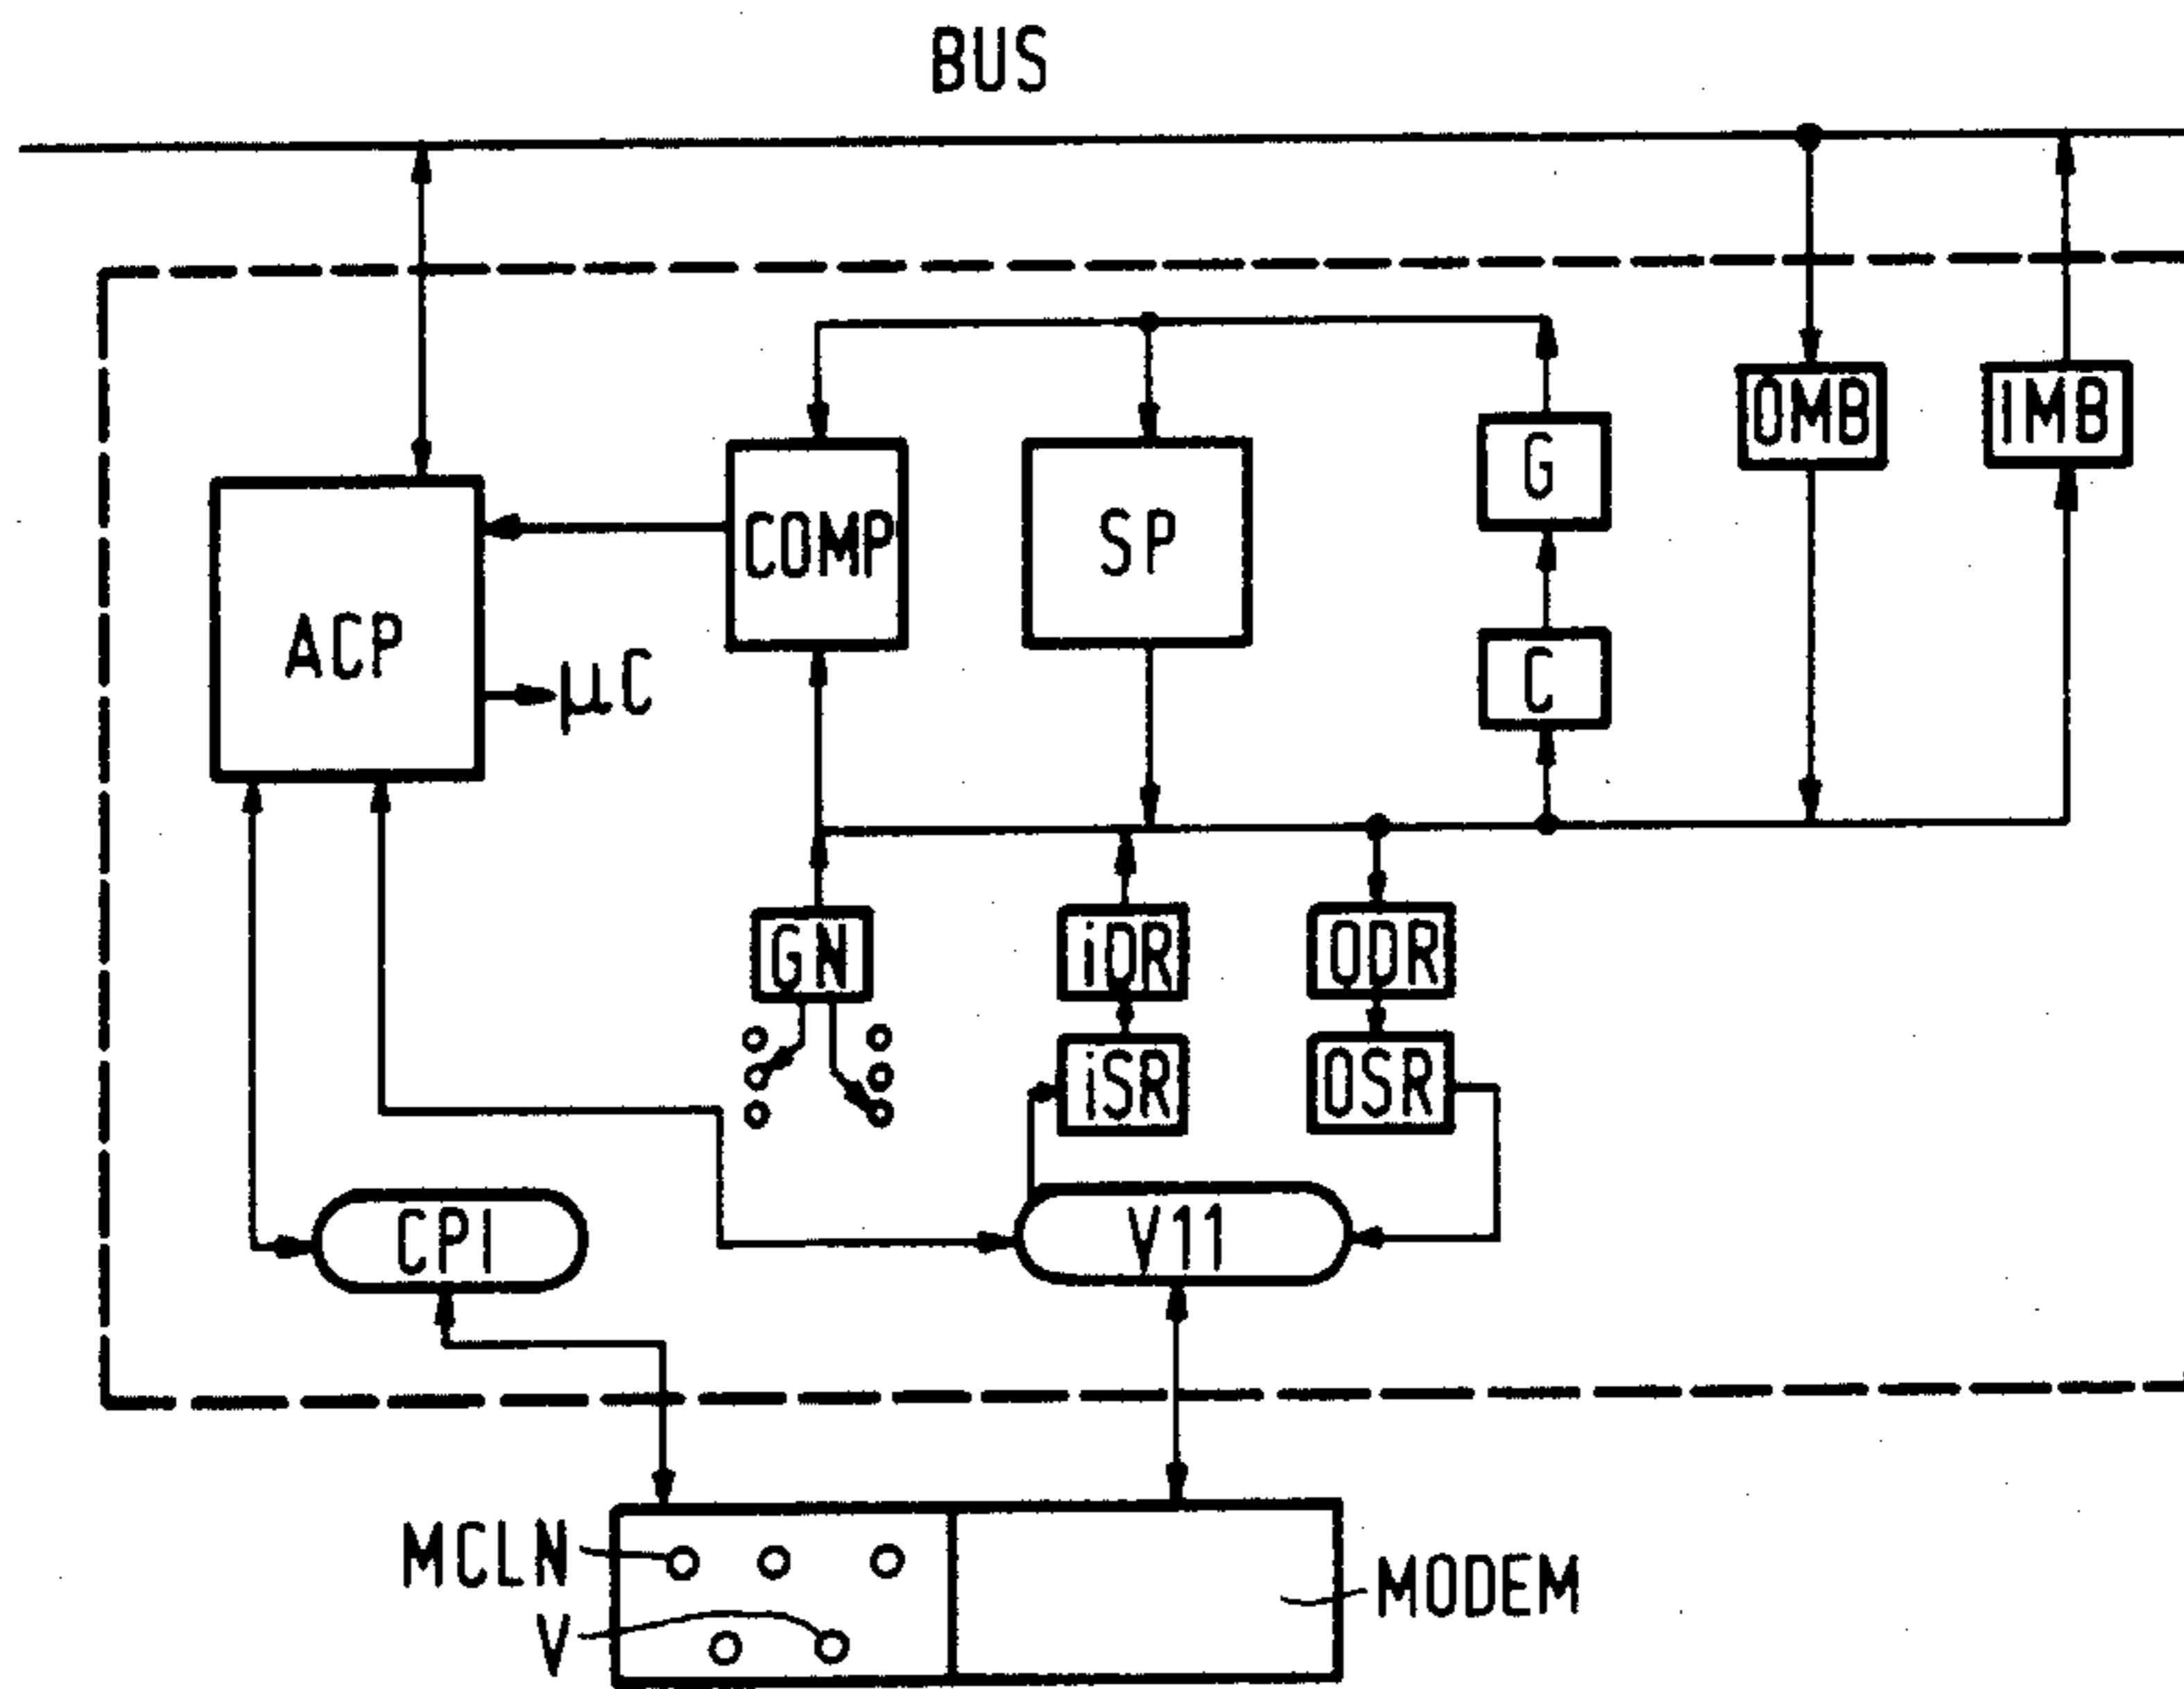 BUS
OMB
IMB
G
COMP
SP
ACP
µC
C
GN
iDR
ODR
iSR
OSR
CPI
V11
MCLN
MODEM
V